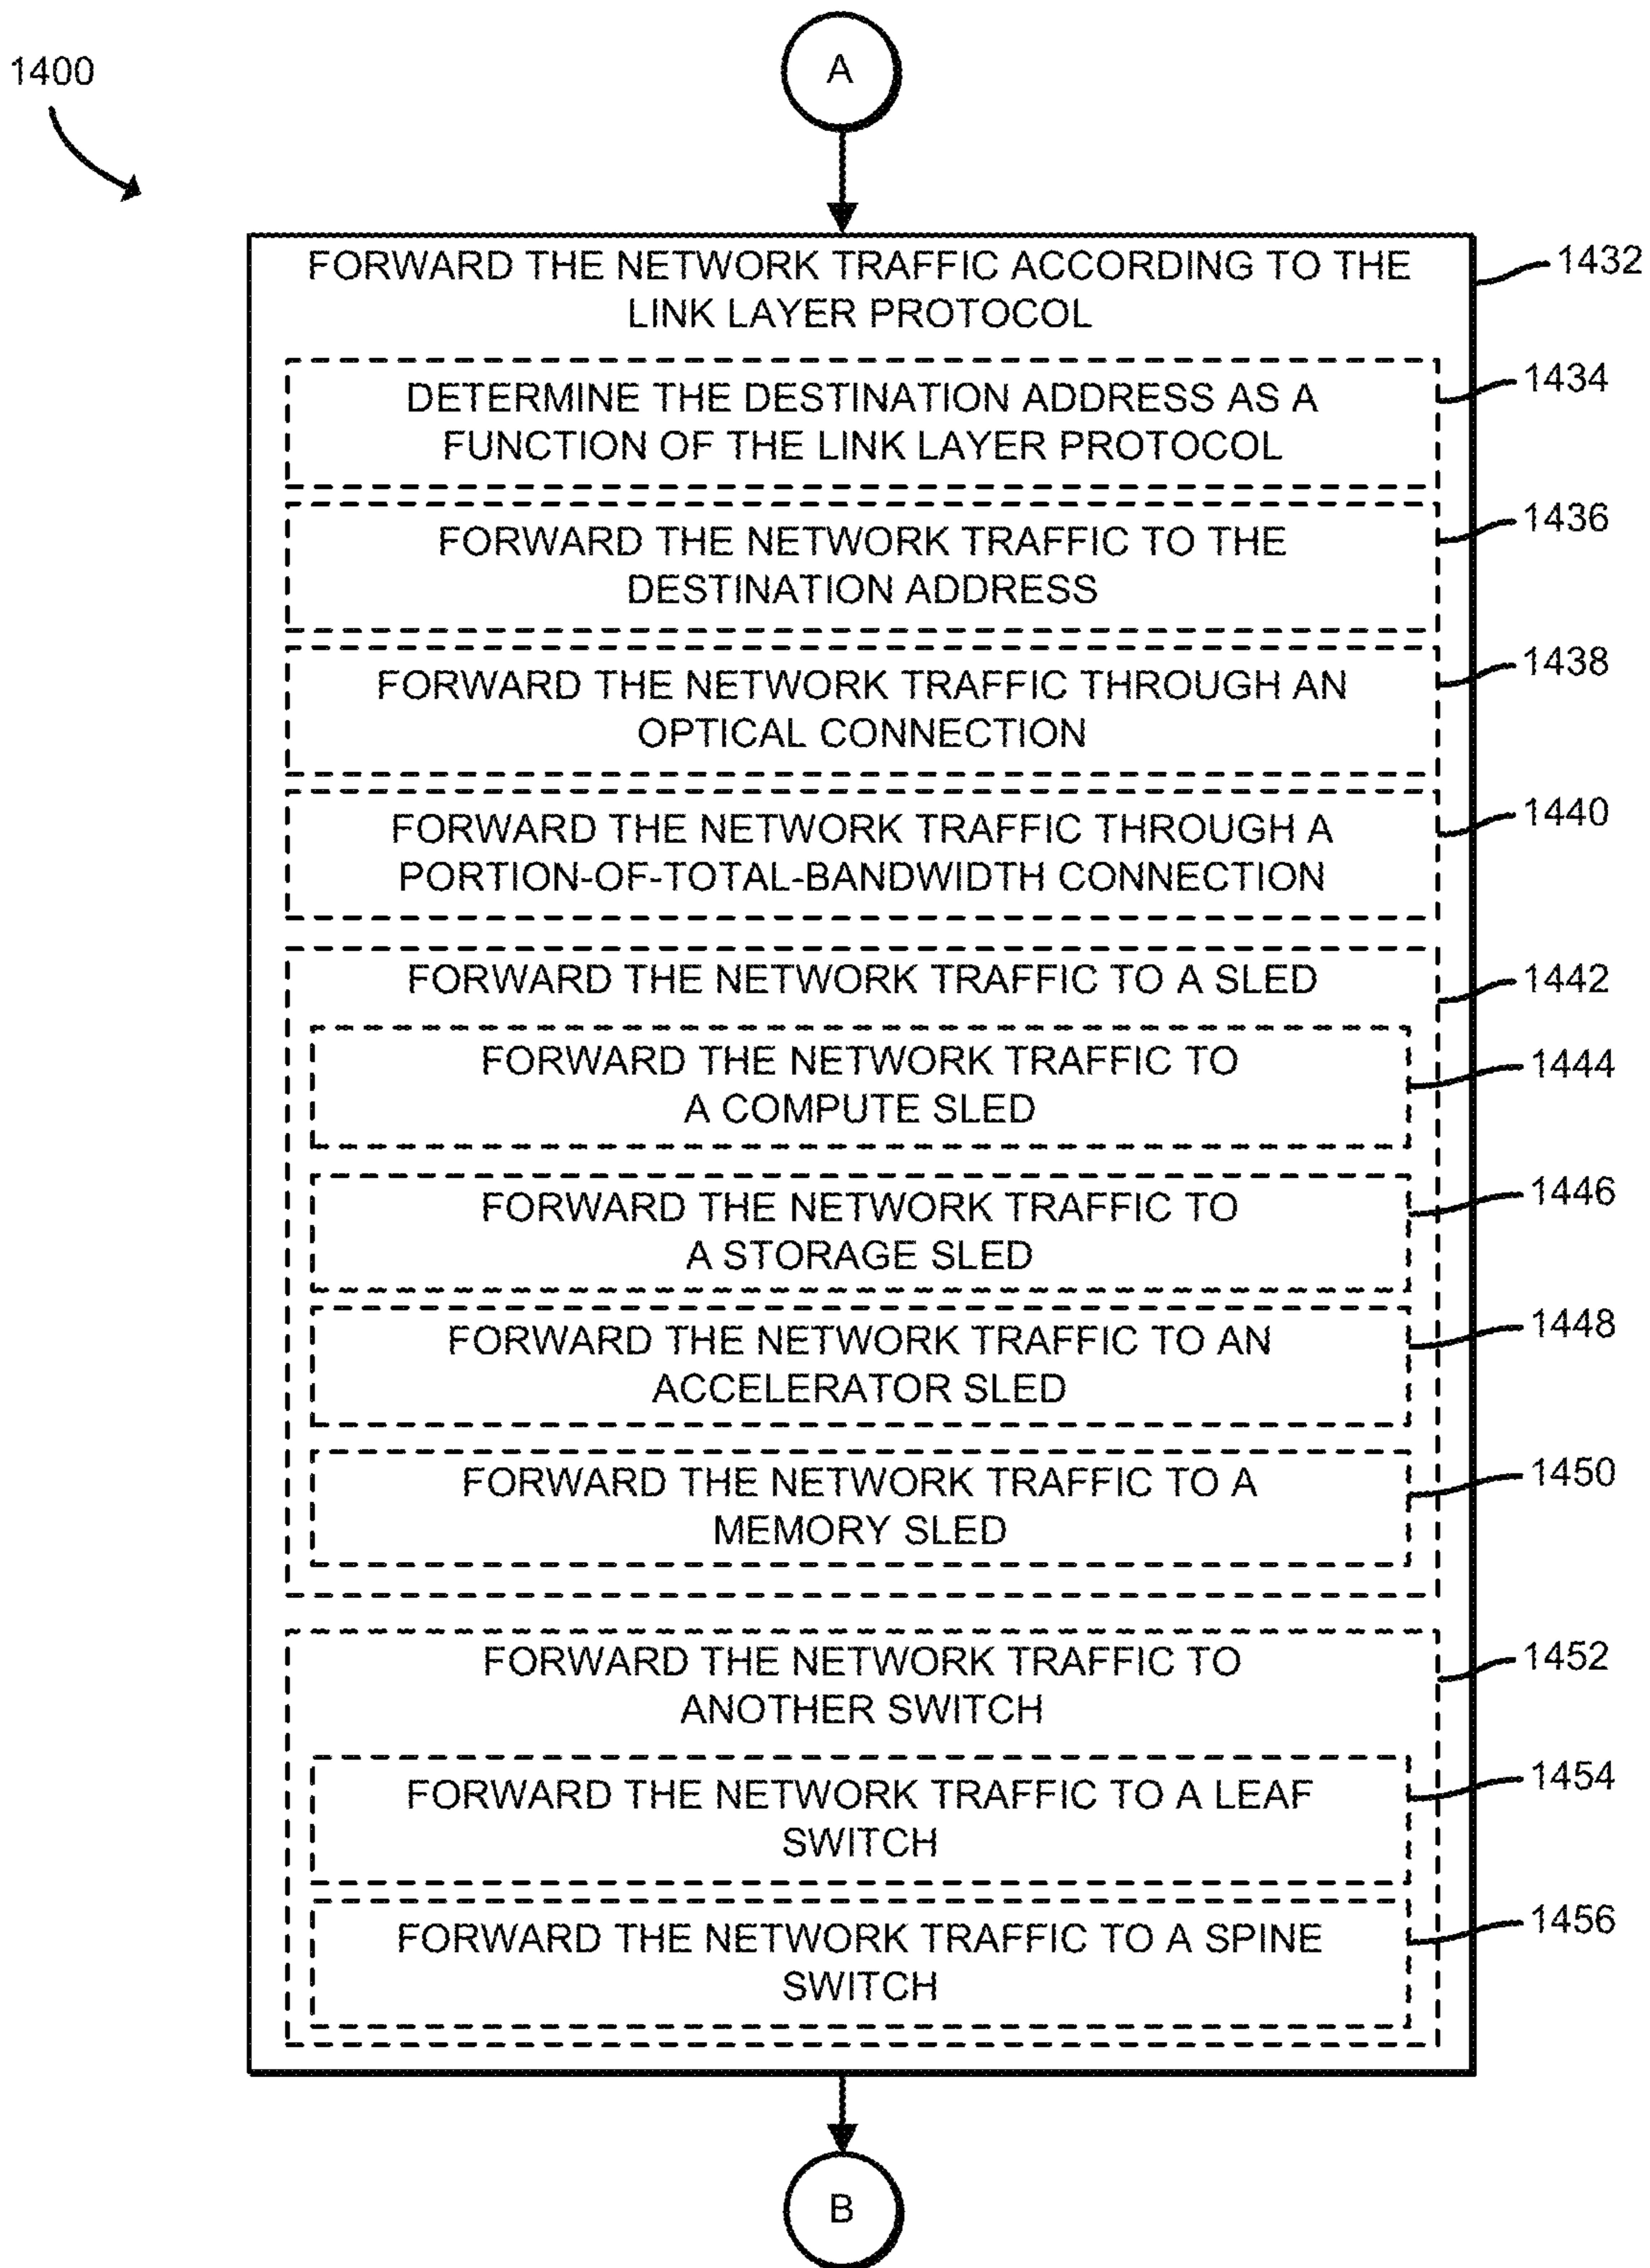 1400
A
FORWARD THE NETWORK TRAFFIC ACCORDING TO THE
LINK LAYER PROTOCOL
1432
DETERMINE THE DESTINATION ADDRESS AS A
FUNCTION OF THE LINK LAYER PROTOCOL
1434
FORWARD THE NETWORK TRAFFIC TO THE
DESTINATION ADDRESS
1436
FORWARD THE NETWORK TRAFFIC THROUGH AN
OPTICAL CONNECTION
1438
FORWARD THE NETWORK TRAFFIC THROUGH A
PORTION-OF-TOTAL-BANDWIDTH CONNECTION
1440
FORWARD THE NETWORK TRAFFIC TO A SLED
1442
FORWARD THE NETWORK TRAFFIC TO
A COMPUTE SLED
1444
FORWARD THE NETWORK TRAFFIC TO
A STORAGE SLED
1446
FORWARD THE NETWORK TRAFFIC TO AN
ACCELERATOR SLED
1448
FORWARD THE NETWORK TRAFFIC TO A
MEMORY SLED
1450
FORWARD THE NETWORK TRAFFIC TO
ANOTHER SWITCH
1452
FORWARD THE NETWORK TRAFFIC TO A LEAF
SWITCH
1454
FORWARD THE NETWORK TRAFFIC TO A SPINE
SWITCH
1456
B